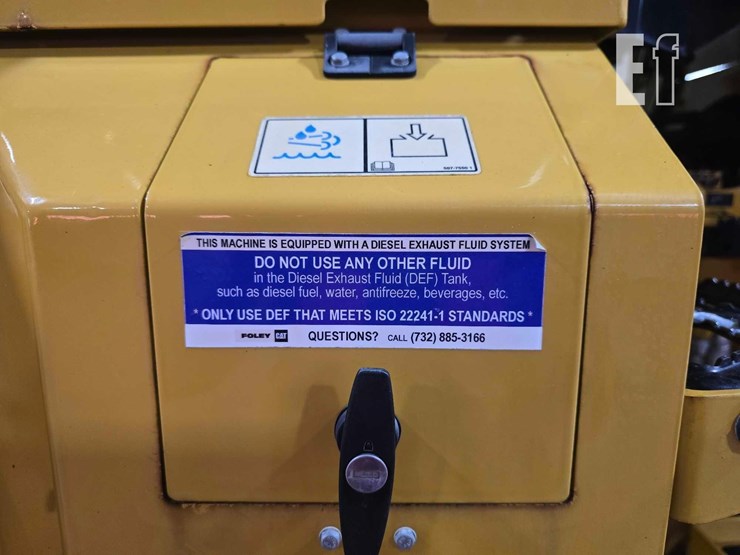 Ef
THIS MACHINE IS EQUIPPED WITH A DIESEL EXHAUST FLUID SYSTEM
DO NOT USE ANY OTHER FLUID
in the Diesel Exhaust Fluid (DEF) Tank,
such as diesel fuel, water, antifreeze, beverages, etc.
* ONLY USE DEF THAT MEETS ISO 22241-1 STANDARDS *
FOLEY CAT QUESTIONS? CALL (732) 885-3166